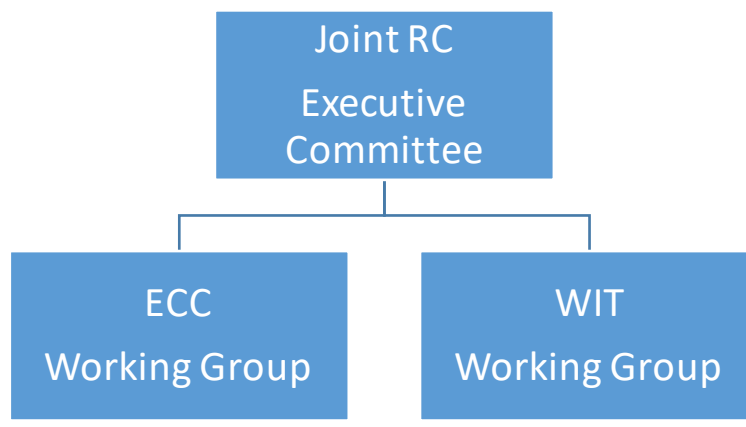 Joint RC
Executive
Committee
ECC
Working Group
WIT
Working Group